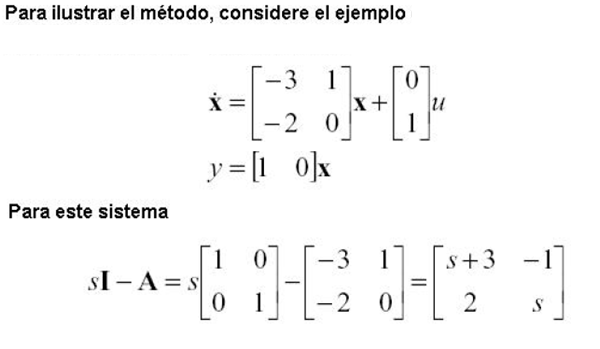 Para ilustrar el método, considere el ejemplo
ẋ = [−3 1; −2 0] x + [0; 1] u
y = [1 0] x
Para este sistema
sI − A = s [1 0; 0 1] − [−3 1; −2 0] = [s+3 −1; 2 s]